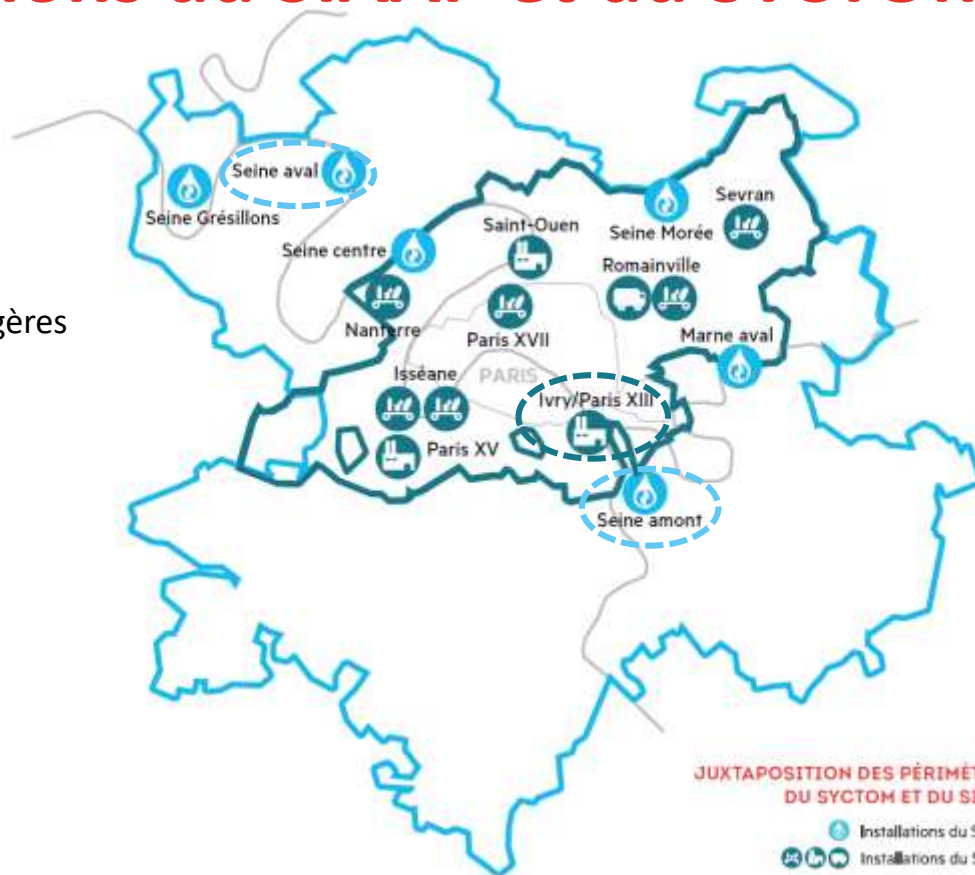 Seine aval
Seine Grésillons
Seine centre
Saint-Ouen
Seine Morée
Sevran
Romainville
Nanterre
Paris XVII
Marne aval
Isséane
PARIS
Ivry/Paris XIII
gères
Paris XV
Seine amont
JUXTAPOSITION DES PÉRIMÈT
DU SYCTOM ET DU SI
Installations du S
Installations du S